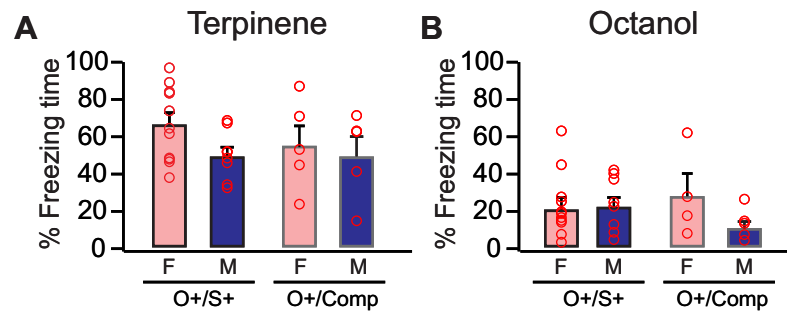 A Terpinene
% Freezing time
100
80
60
40
20
0
F M F M
O+/S+ O+/Comp
B Octanol
% Freezing time
100
80
60
40
20
0
F M F M
O+/S+ O+/Comp